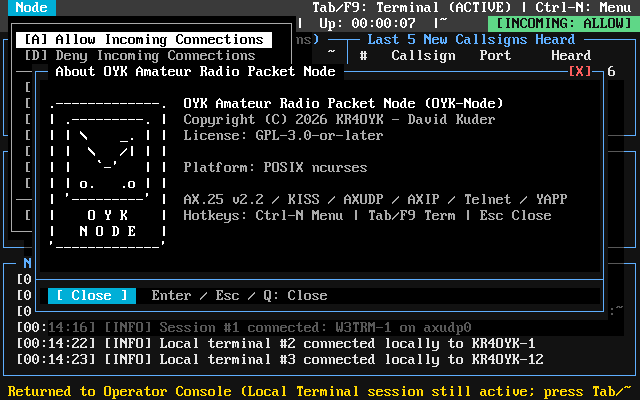 Node Tab/F9: Terminal (ACTIVE) | Ctrl-N: Menu
Up: 00:00:07 |~ [INCOMING: ALLOW]
[A] Allow Incoming Connections ns) Last 5 New Callsigns Heard
[D] Deny Incoming Connections ~ # Callsign Port Heard
About OYK Amateur Radio Packet Node [X] 6
OYK Amateur Radio Packet Node (OYK-Node)
Copyright (C) 2026 KR4OYK - David Kuder
License: GPL-3.0-or-later
Platform: POSIX ncurses
AX.25 v2.2 / KISS / AXUDP / AXIP / Telnet / YAPP
Hotkeys: Ctrl-N Menu | Tab/F9 Term | Esc Close
O Y K
N O D E
N
[0
[ Close ] Enter / Esc / Q: Close
[0
[0 :~
[00:14:16] [INFO] Session #1 connected: W3TRM-1 on axudp0
[00:14:22] [INFO] Local terminal #2 connected locally to KR4OYK-1
[00:14:23] [INFO] Local terminal #3 connected locally to KR4OYK-12
Returned to Operator Console (Local Terminal session still active; press Tab/~